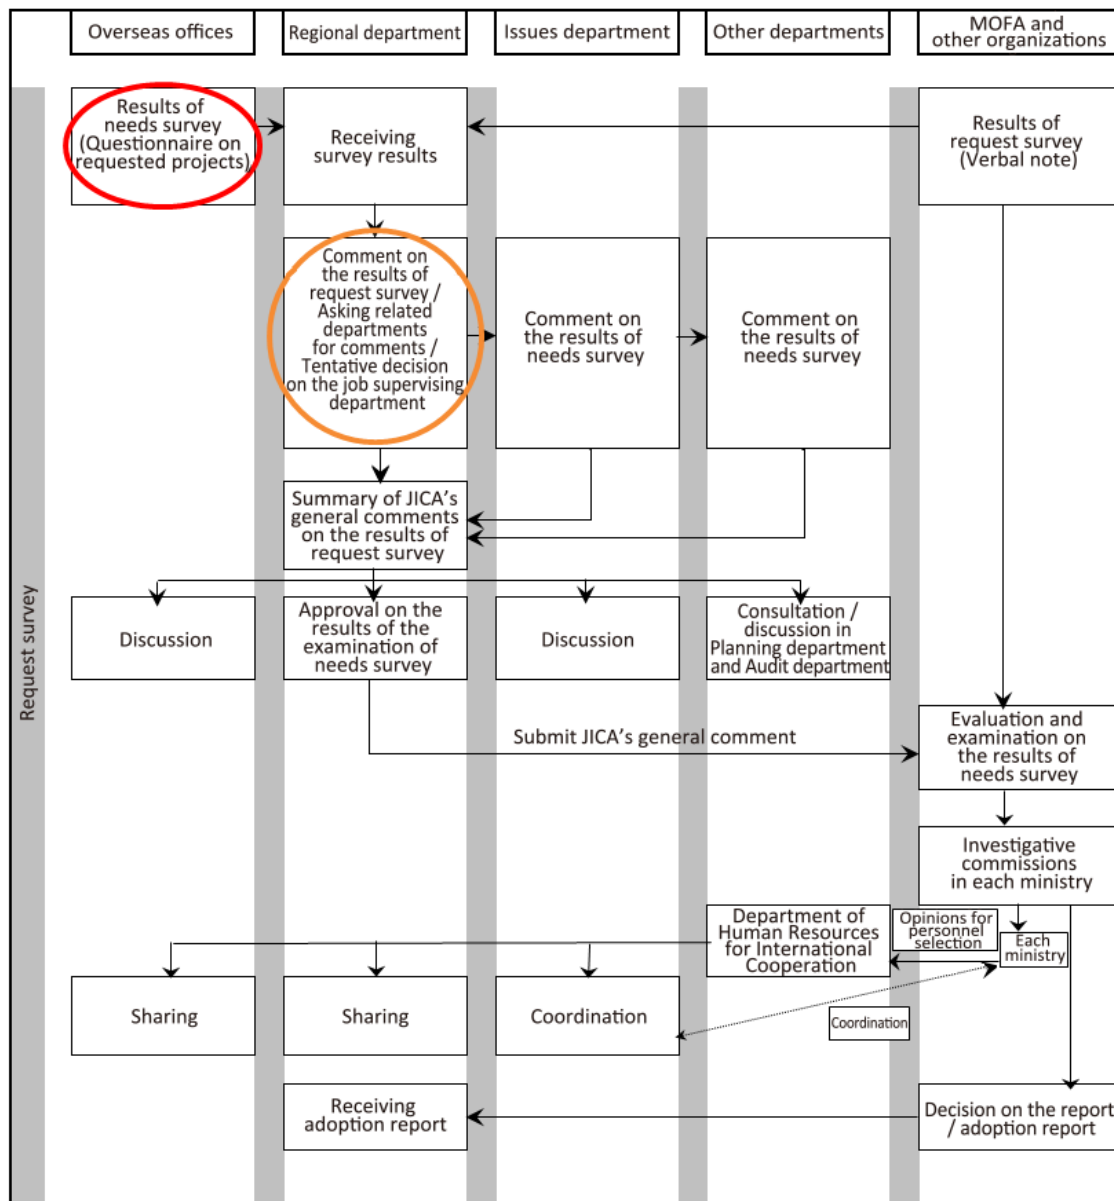 Overseas offices
Regional department
Issues department
Other departments
MOFA and
other organizations
Request survey
Results of
needs survey
(Questionnaire on
requested projects)
Receiving
survey results
Results of
request survey
(Verbal note)
Comment on
the results of
request survey /
Asking related
departments
for comments /
Tentative decision
on the job supervising
department
Comment on
the results of
needs survey
Comment on
the results of
needs survey
Summary of JICA's
general comments
on the results of
request survey
Discussion
Approval on the
results of the
examination of
needs survey
Discussion
Consultation /
discussion in
Planning department
and Audit department
Submit JICA's general comment
Evaluation and
examination on
the results of
needs survey
Investigative
commissions
in each ministry
Department of
Human Resources
for International
Cooperation
Opinions for
personnel
selection
Each
ministry
Sharing
Sharing
Coordination
Coordination
Receiving
adoption report
Decision on the report
/ adoption report